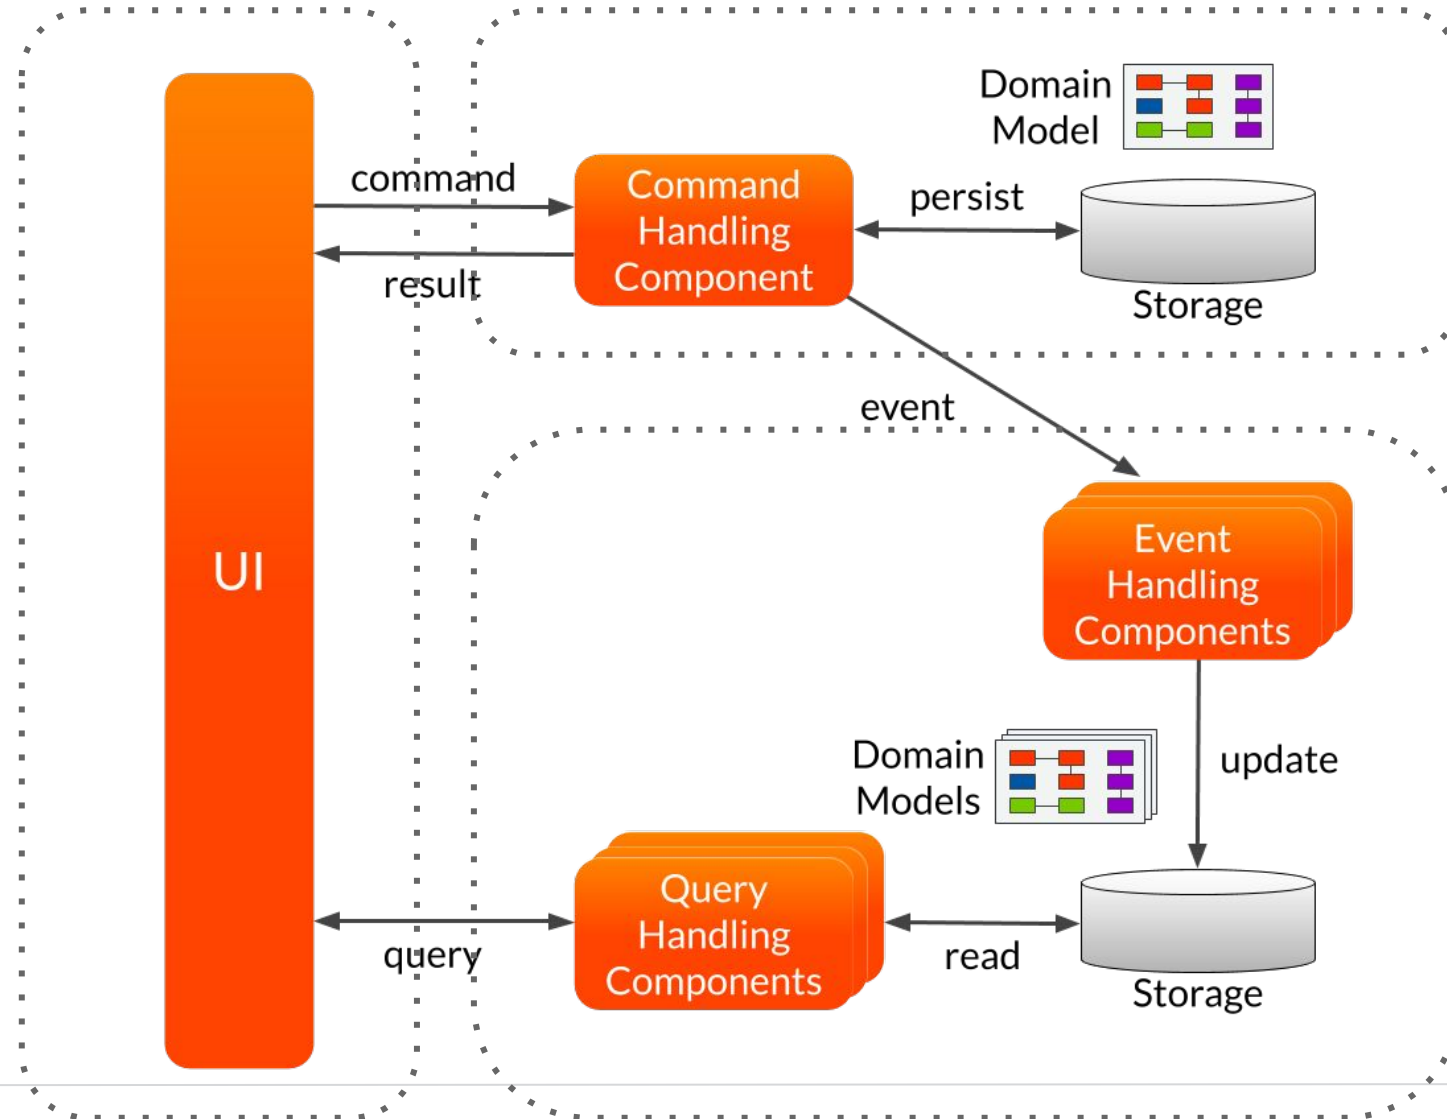 UI
command
result
Command
Handling
Component
persist
Domain
Model
Storage
event
Event
Handling
Components
update
Domain
Models
Query
Handling
Components
query
read
Storage